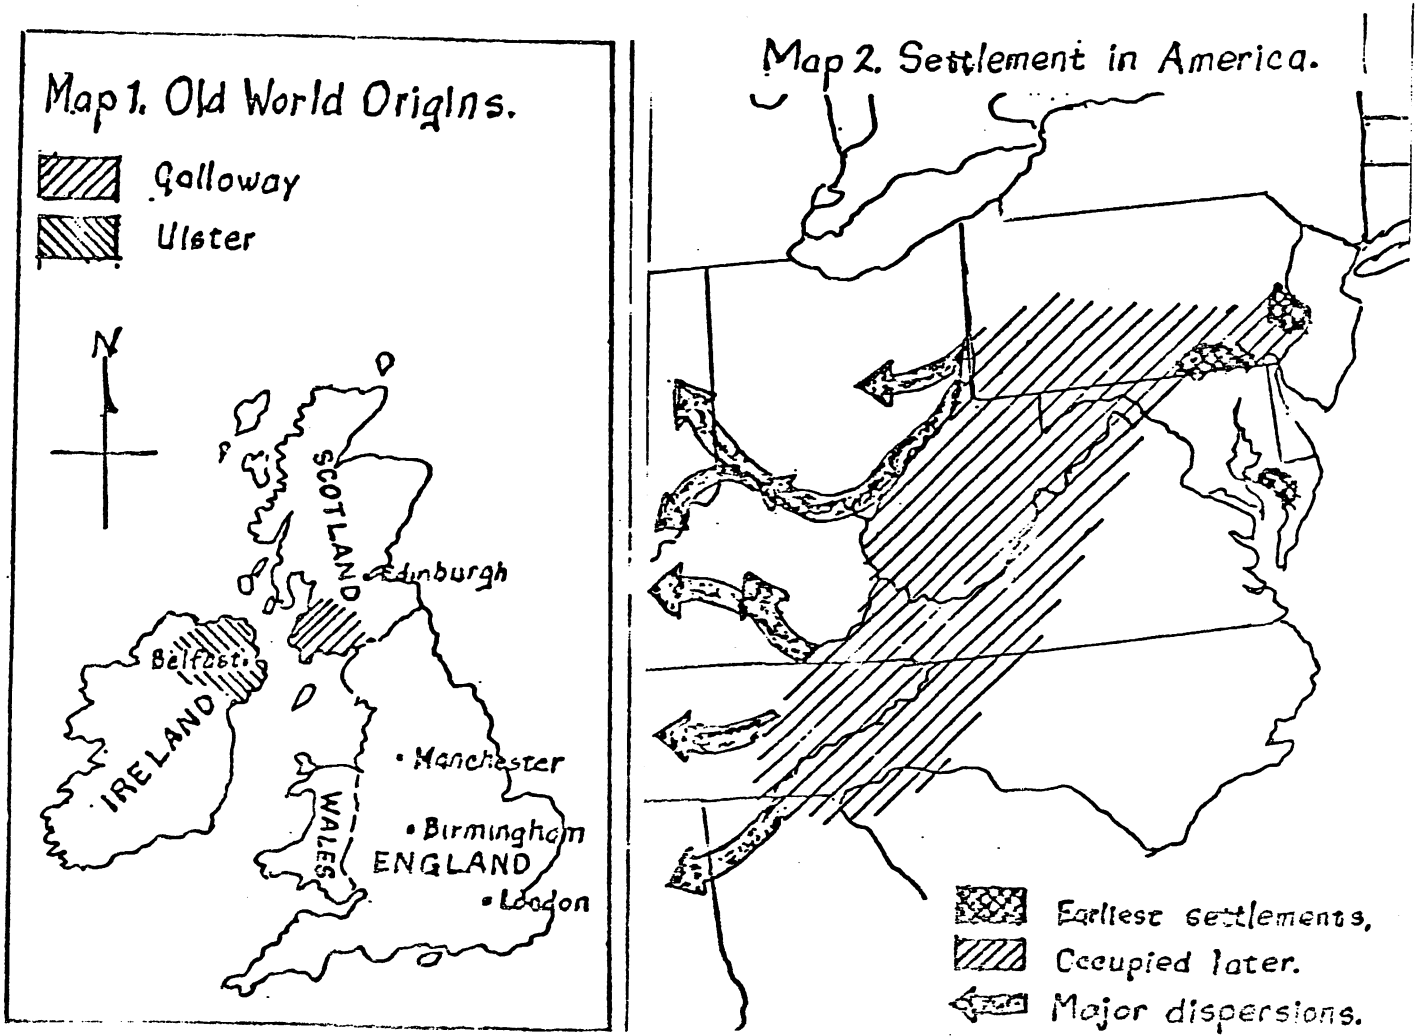 Map 1. Old World Origins.
Galloway
Ulster
N
SCOTLAND
Edinburgh
Belfast.
IRELAND
Manchester
WALES
Birmingham
ENGLAND
London
Map 2. Settlement in America.
Earliest settlements.
Occupied later.
Major dispersions.